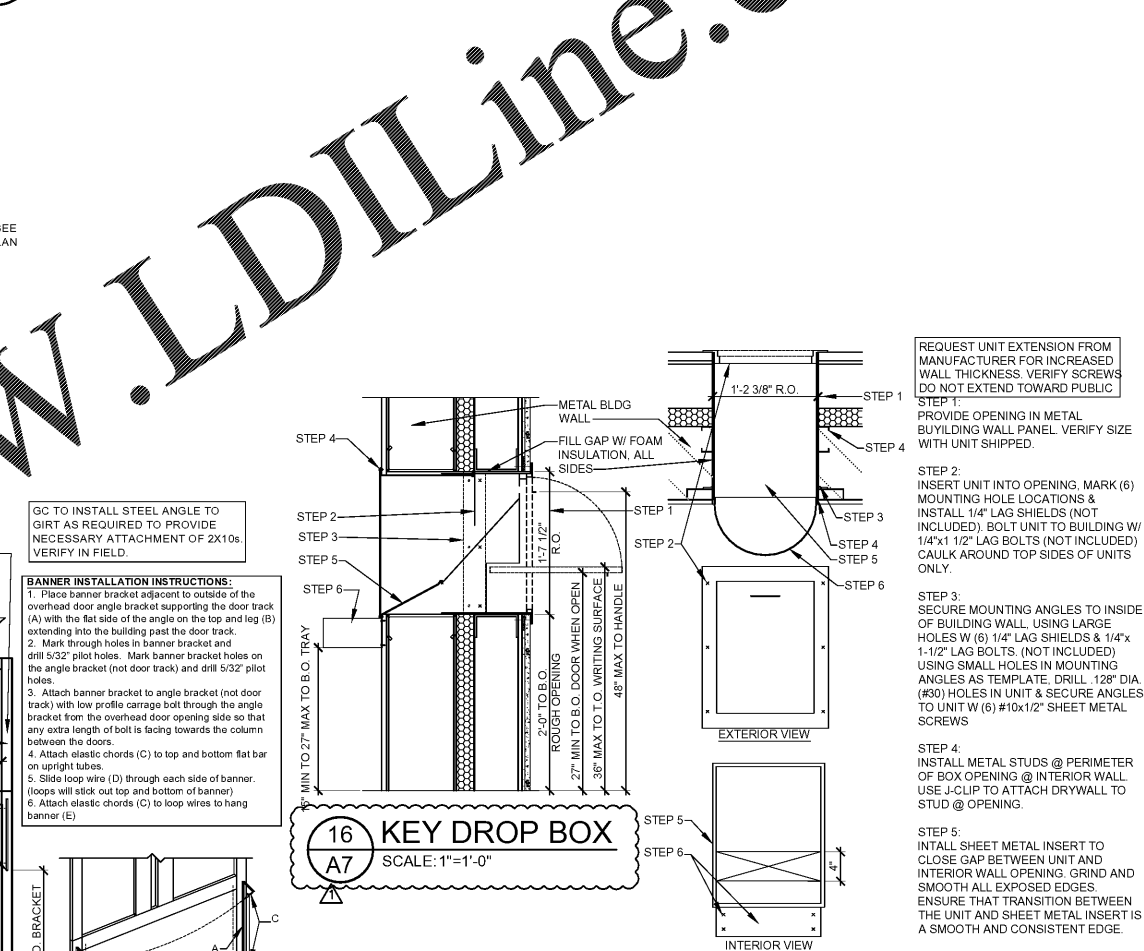 w.LDILine.c
SEE
LAN
GC TO INSTALL STEEL ANGLE TO
GIRT AS REQUIRED TO PROVIDE
NECESSARY ATTACHMENT OF 2X10s.
VERIFY IN FIELD.
BANNER INSTALLATION INSTRUCTIONS:
1. Place banner bracket adjacent to outside of the
overhead door angle bracket supporting the door track
(A) with the flat side of the angle on the top and leg (B)
extending into the building past the door track.
2. Mark through holes in banner bracket and
drill 5/32" pilot holes. Mark banner bracket holes on
the angle bracket (not door track) and drill 5/32" pilot
holes.
3. Attach banner bracket to angle bracket (not door
track) with low profile carrage bolt through the angle
bracket from the overhead door opening side so that
any extra length of bolt is facing towards the column
between the doors.
4. Attach elastic chords (C) to top and bottom flat bar
on upright tubes.
5. Slide loop wire (D) through each side of banner.
(loops will stick out top and bottom of banner)
6. Attach elastic chords (C) to loop wires to hang
banner (E)
BRACKET
C
A
METAL BLDG
WALL
STEP 4
FILL GAP W/ FOAM
INSULATION, ALL
SIDES
STEP 2
STEP 3
STEP 5
STEP 6
STEP 1
STEP 2
1'-7 1/2"
R.O.
MIN TO 27" MAX TO B.O. TRAY
2'-0" TO B.O.
ROUGH OPENING
27" MIN TO B.O. DOOR WHEN OPEN
36" MAX TO T.O. WRITING SURFACE
48" MAX TO HANDLE
16
A7
KEY DROP BOX
SCALE: 1"=1'-0"
1
1'-2 3/8" R.O.
STEP 1
STEP 4
STEP 3
STEP 4
STEP 5
STEP 6
EXTERIOR VIEW
STEP 5
STEP 6
4"
INTERIOR VIEW
REQUEST UNIT EXTENSION FROM
MANUFACTURER FOR INCREASED
WALL THICKNESS. VERIFY SCREWS
DO NOT EXTEND TOWARD PUBLIC
STEP 1:
PROVIDE OPENING IN METAL
BUYILDING WALL PANEL. VERIFY SIZE
WITH UNIT SHIPPED.
STEP 2:
INSERT UNIT INTO OPENING, MARK (6)
MOUNTING HOLE LOCATIONS &
INSTALL 1/4" LAG SHIELDS (NOT
INCLUDED). BOLT UNIT TO BUILDING W/
1/4"x1 1/2" LAG BOLTS (NOT INCLUDED)
CAULK AROUND TOP SIDES OF UNITS
ONLY.
STEP 3:
SECURE MOUNTING ANGLES TO INSIDE
OF BUILDING WALL, USING LARGE
HOLES W (6) 1/4" LAG SHIELDS & 1/4"x
1-1/2" LAG BOLTS. (NOT INCLUDED)
USING SMALL HOLES IN MOUNTING
ANGLES AS TEMPLATE, DRILL .128" DIA.
(#30) HOLES IN UNIT & SECURE ANGLES
TO UNIT W (6) #10x1/2" SHEET METAL
SCREWS
STEP 4:
INSTALL METAL STUDS @ PERIMETER
OF BOX OPENING @ INTERIOR WALL.
USE J-CLIP TO ATTACH DRYWALL TO
STUD @ OPENING.
STEP 5:
INTALL SHEET METAL INSERT TO
CLOSE GAP BETWEEN UNIT AND
INTERIOR WALL OPENING. GRIND AND
SMOOTH ALL EXPOSED EDGES.
ENSURE THAT TRANSITION BETWEEN
THE UNIT AND SHEET METAL INSERT IS
A SMOOTH AND CONSISTENT EDGE.